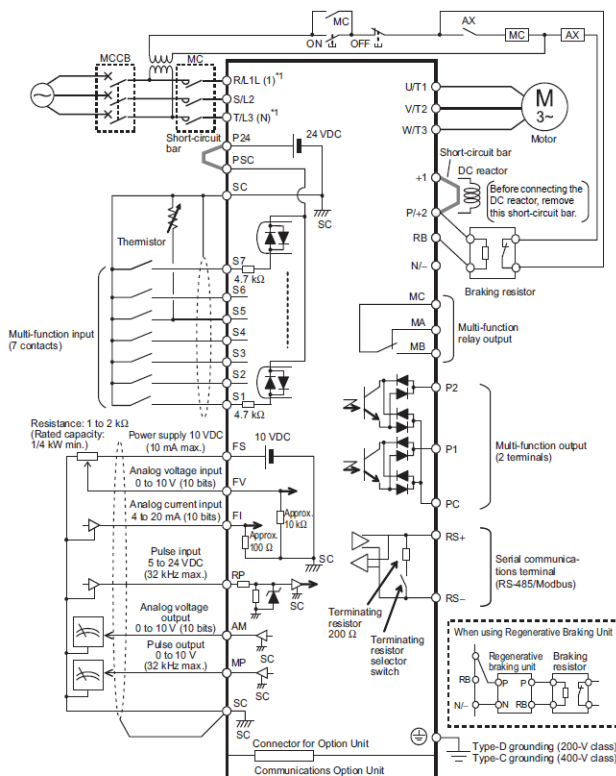 MC
ON
OFF
AX
MC
AX
MCCB
MC
R/L1L (1)*1
S/L2
T/L3 (N)*1
Short-circuit
bar
P24
24 VDC
PSC
SC
SC
Thermistor
S7
4.7 kΩ
S6
S5
S4
S3
S2
S1
4.7 kΩ
Multi-function input
(7 contacts)
Resistance: 1 to 2 kΩ
(Rated capacity:
1/4 kW min.)
Power supply 10 VDC
(10 mA max.)
FS
10 VDC
Analog voltage input
0 to 10 V (10 bits)
FV
Analog current input
4 to 20 mA (10 bits)
FI
Approx.
100 Ω
Approx.
10 kΩ
Pulse input
5 to 24 VDC
(32 kHz max.)
RP
SC
SC
Analog voltage
output
0 to 10 V (10 bits)
AM
SC
Pulse output
0 to 10 V
(32 kHz max.)
MP
SC
SC
SC
U/T1
V/T2
W/T3
M
3~
Motor
Short-circuit bar
DC reactor
+1
P/+2
Before connecting the
DC reactor, remove
this short-circuit bar.
RB
N/–
Braking resistor
MC
MA
MB
Multi-function
relay output
P2
P1
PC
Multi-function output
(2 terminals)
RS+
RS–
Serial communica-
tions terminal
(RS-485/Modbus)
Terminating
resistor
200 Ω
Terminating
resistor
selector
switch
When using Regenerative Braking Unit
Regenerative
braking unit
Braking
resistor
RB
N/–
P
P
N
RB
Type-D grounding (200-V class)
Type-C grounding (400-V class)
Connector for Option Unit
Communications Option Unit